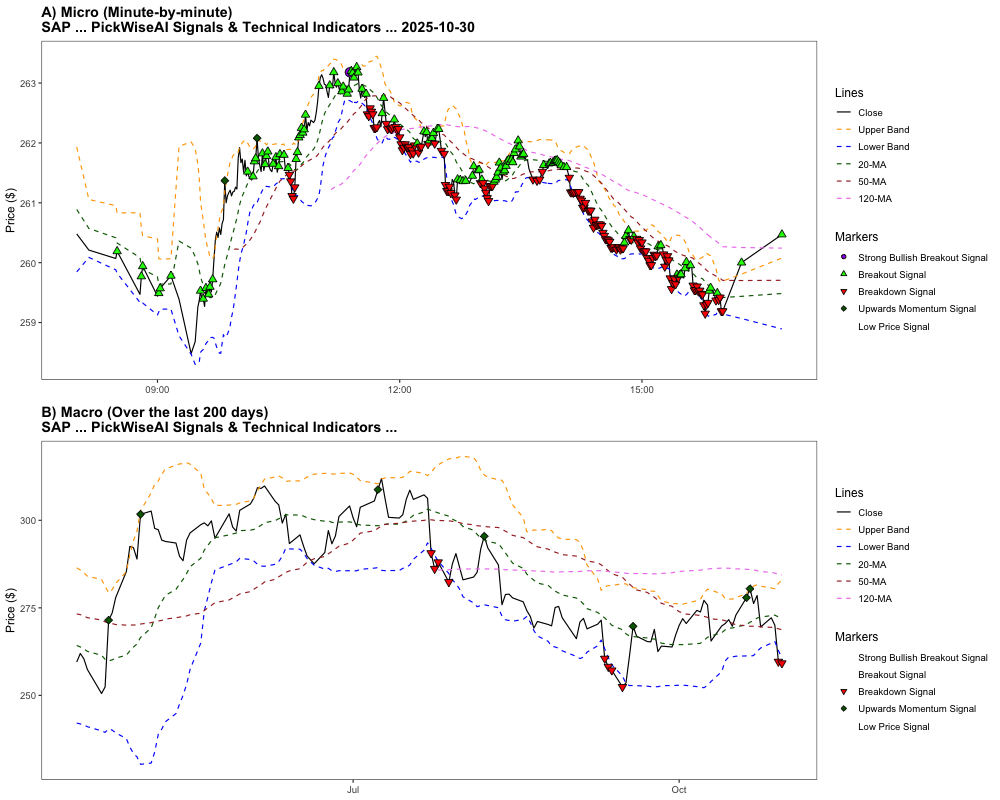 A) Micro (Minute-by-minute)
SAP ... PickWiseAI Signals & Technical Indicators ... 2025-10-30
Price ($)
263
262
261
260
259
09:00
12:00
15:00
Lines
Close
Upper Band
Lower Band
20-MA
50-MA
120-MA
Markers
Strong Bullish Breakout Signal
Breakout Signal
Breakdown Signal
Upwards Momentum Signal
Low Price Signal
B) Macro (Over the last 200 days)
SAP ... PickWiseAI Signals & Technical Indicators ...
Price ($)
300
275
250
Jul
Oct
Lines
Close
Upper Band
Lower Band
20-MA
50-MA
120-MA
Markers
Strong Bullish Breakout Signal
Breakout Signal
Breakdown Signal
Upwards Momentum Signal
Low Price Signal